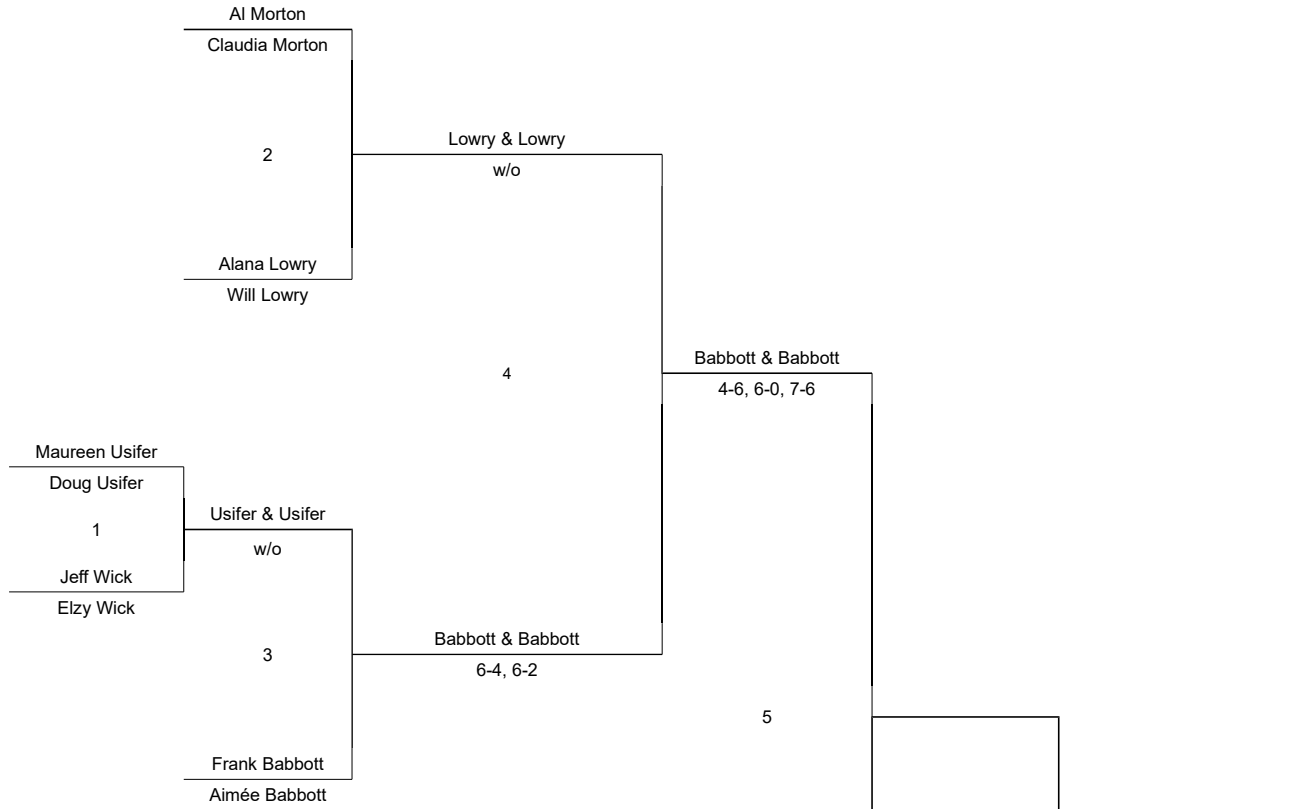 Al Morton
Claudia Morton
Lowry & Lowry
2
w/o
Alana Lowry
Will Lowry
Babbott & Babbott
4
4-6, 6-0, 7-6
Maureen Usifer
Doug Usifer
Usifer & Usifer
1
w/o
Jeff Wick
Elzy Wick
Babbott & Babbott
3
6-4, 6-2
5
Frank Babbott
Aimée Babbott